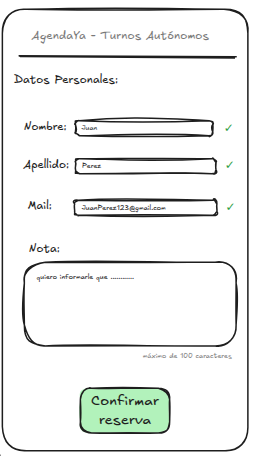 AgendaYa - Turnos Autónomos
Datos Personales:
Nombre: Juan ✓
Apellido: Perez ✓
Mail: JuanPerez123@gmail.com ✓
Nota:
quiero informarle que ............
máximo de 100 caracteres
Confirmar
reserva